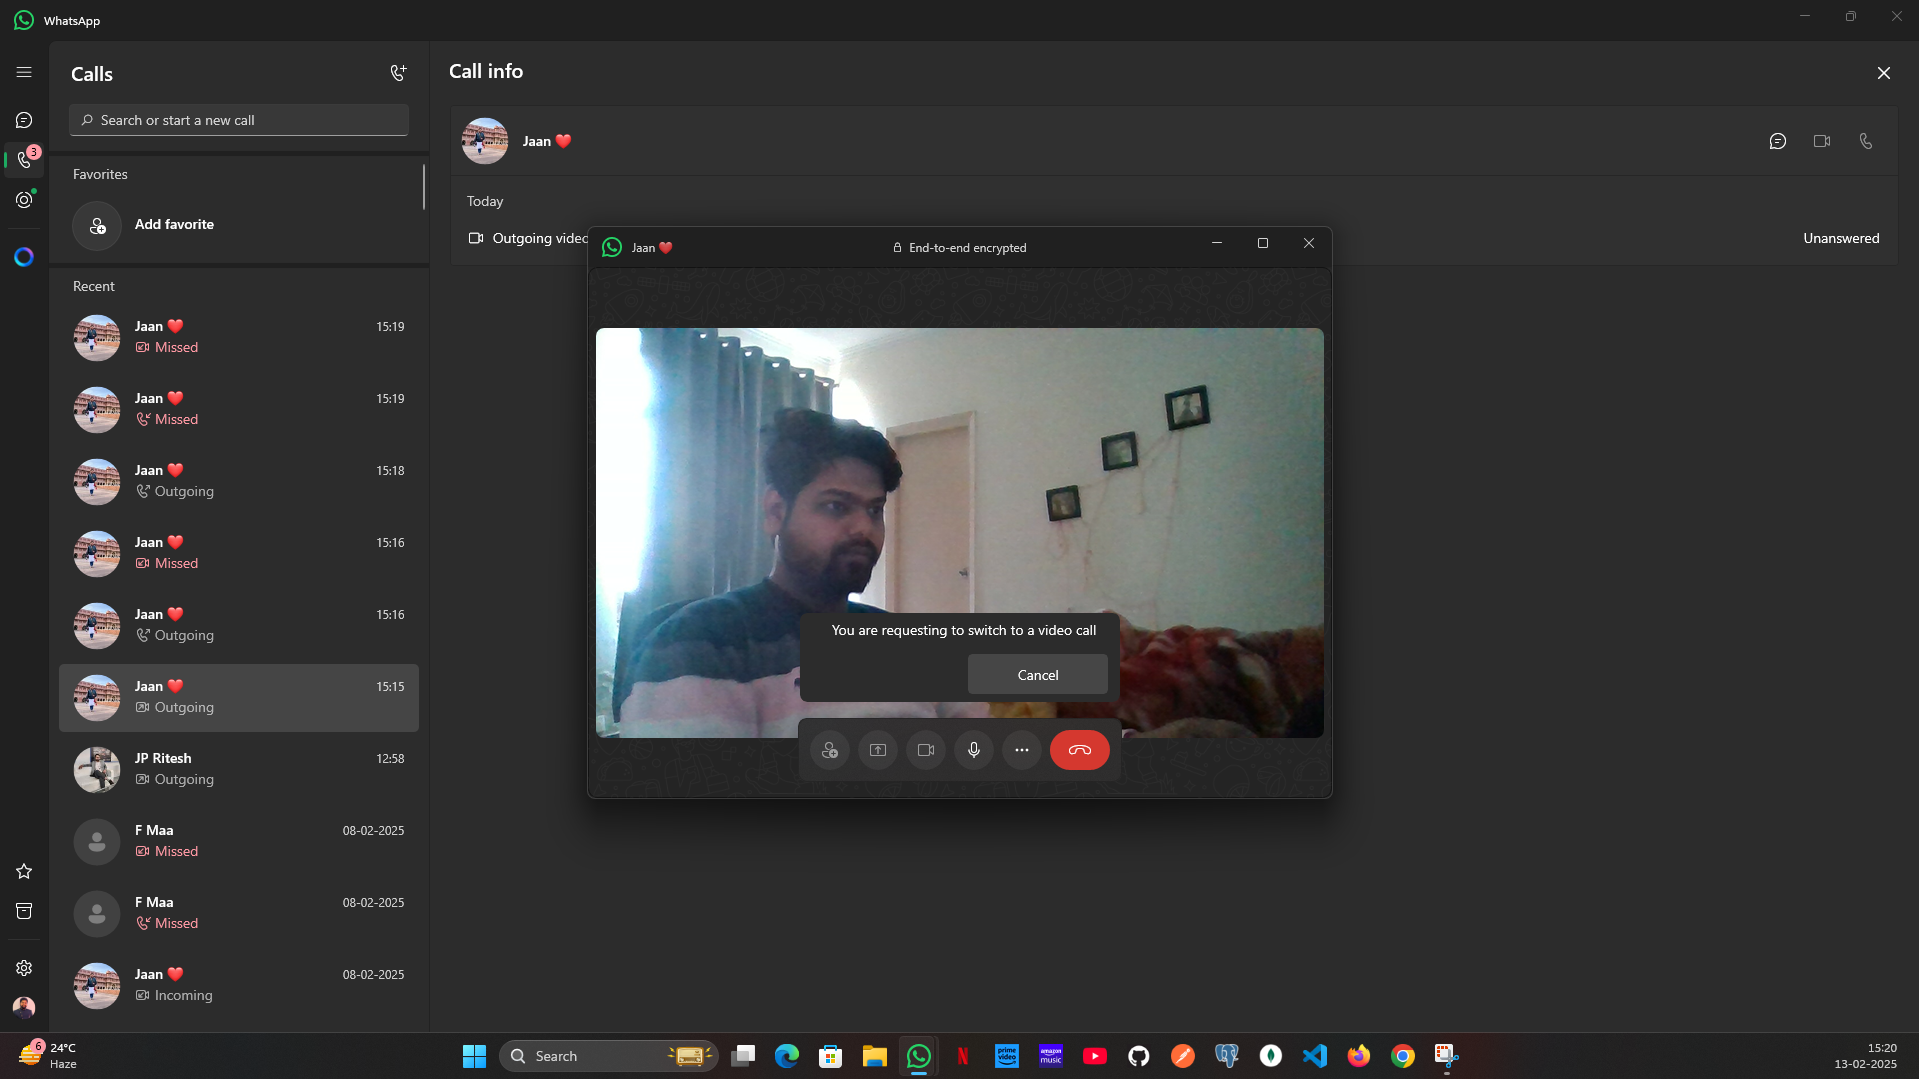 WhatsApp
Calls
Search or start a new call
3
Favorites
Add favorite
Recent
Jaan ❤️ 15:19
Missed
Jaan ❤️ 15:19
Missed
Jaan ❤️ 15:18
Outgoing
Jaan ❤️ 15:16
Missed
Jaan ❤️ 15:16
Outgoing
Jaan ❤️ 15:15
Outgoing
JP Ritesh 12:58
Outgoing
F Maa 08-02-2025
Missed
F Maa 08-02-2025
Missed
Jaan ❤️ 08-02-2025
Incoming
Call info
Jaan ❤️
Today
Outgoing video Unanswered
Jaan ❤️ End-to-end encrypted
You are requesting to switch to a video call
Cancel
6
24°C
Haze
Search
N
prime video
amazon music
15:20
13-02-2025